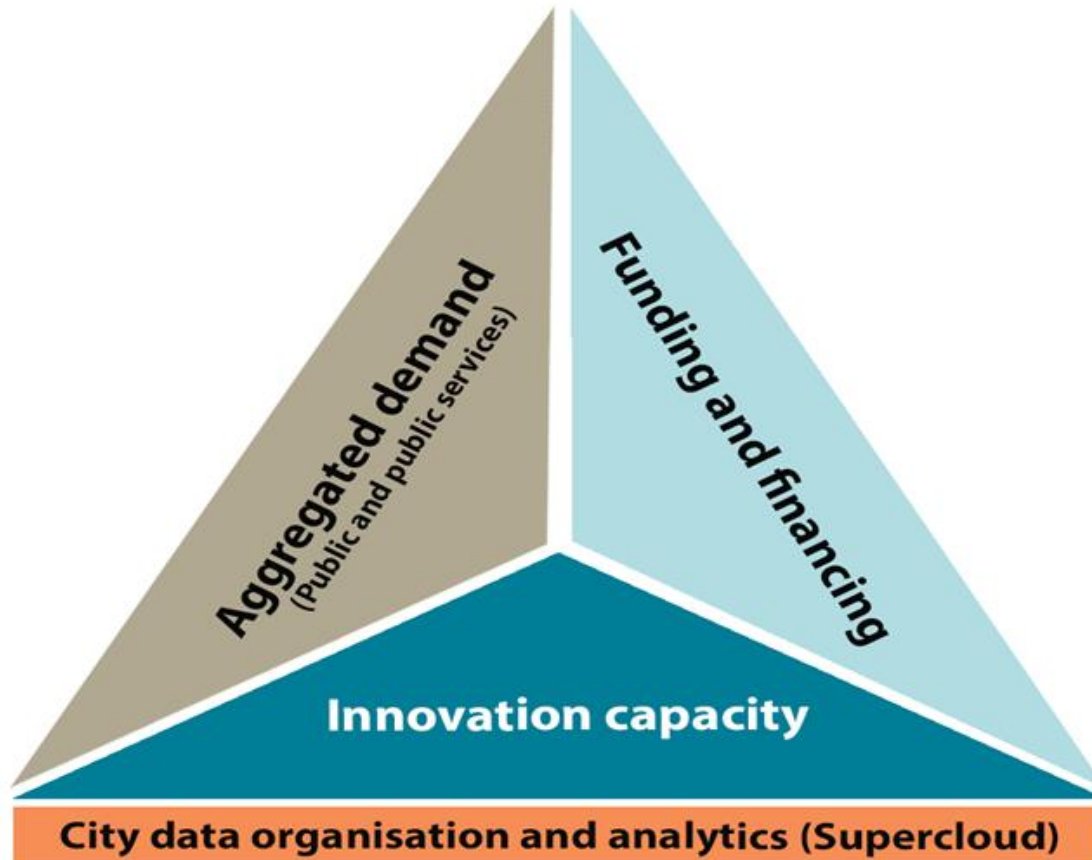 Aggregated demand
(Public and public services)
Funding and financing
Innovation capacity
City data organisation and analytics (Supercloud)